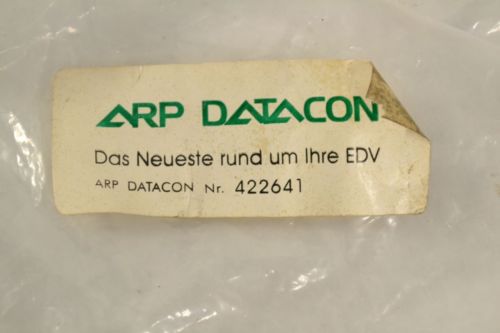 ARP DATACON
Das Neueste rund um Ihre EDV
ARP DATACON Nr. 422641